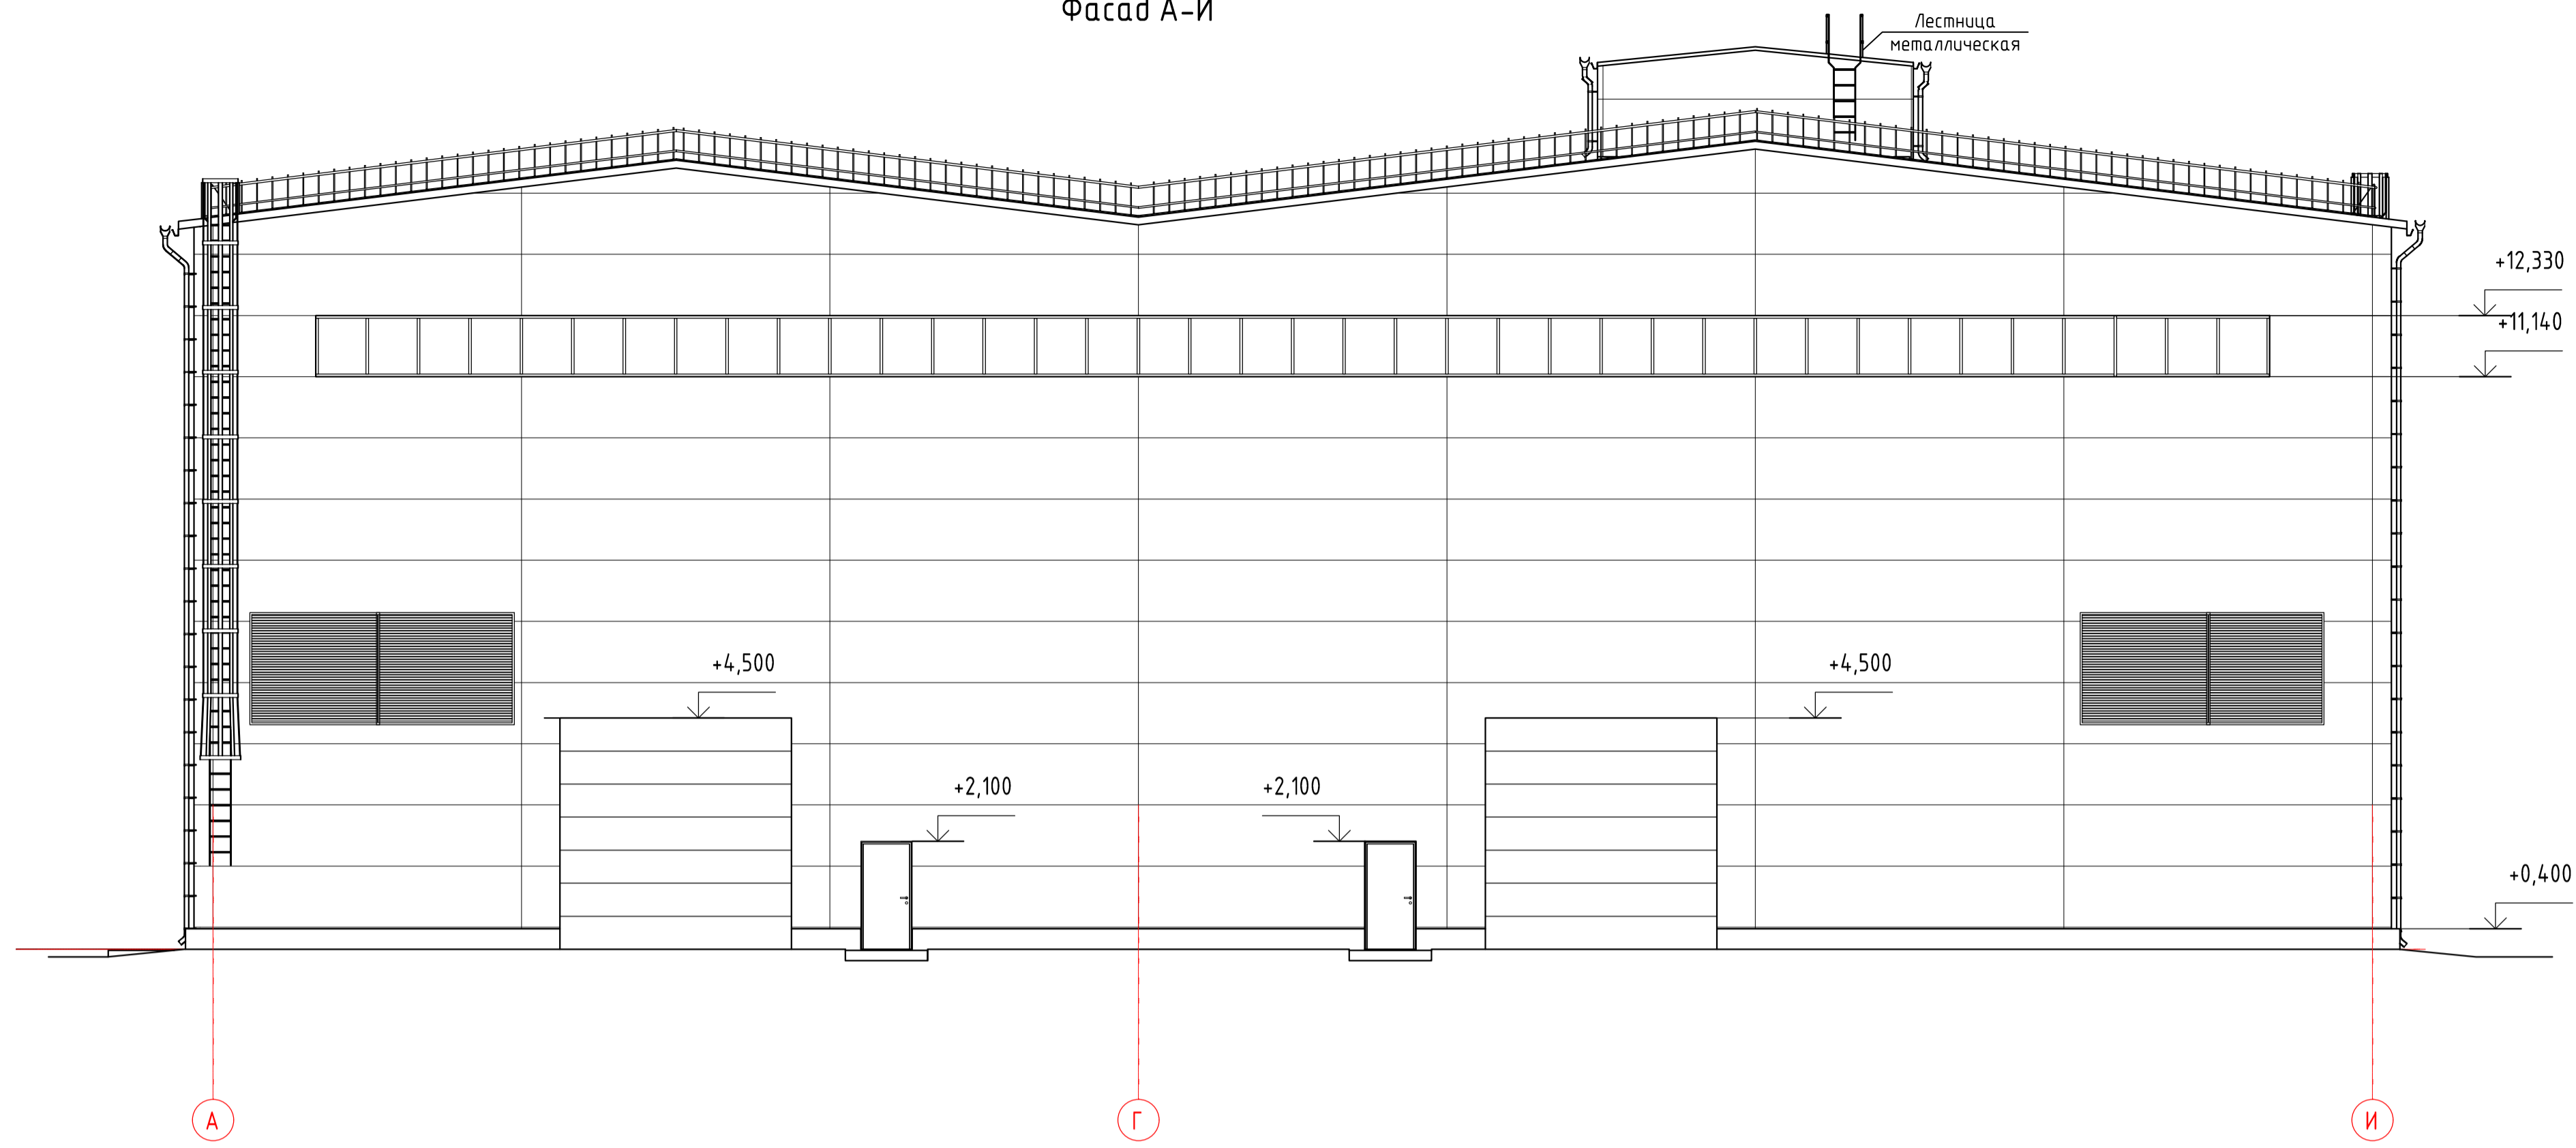 Фасад А-И
Лестница
металлическая
+12,330
+11,140
+4,500
+4,500
+2,100
+2,100
+0,400
А
Г
И